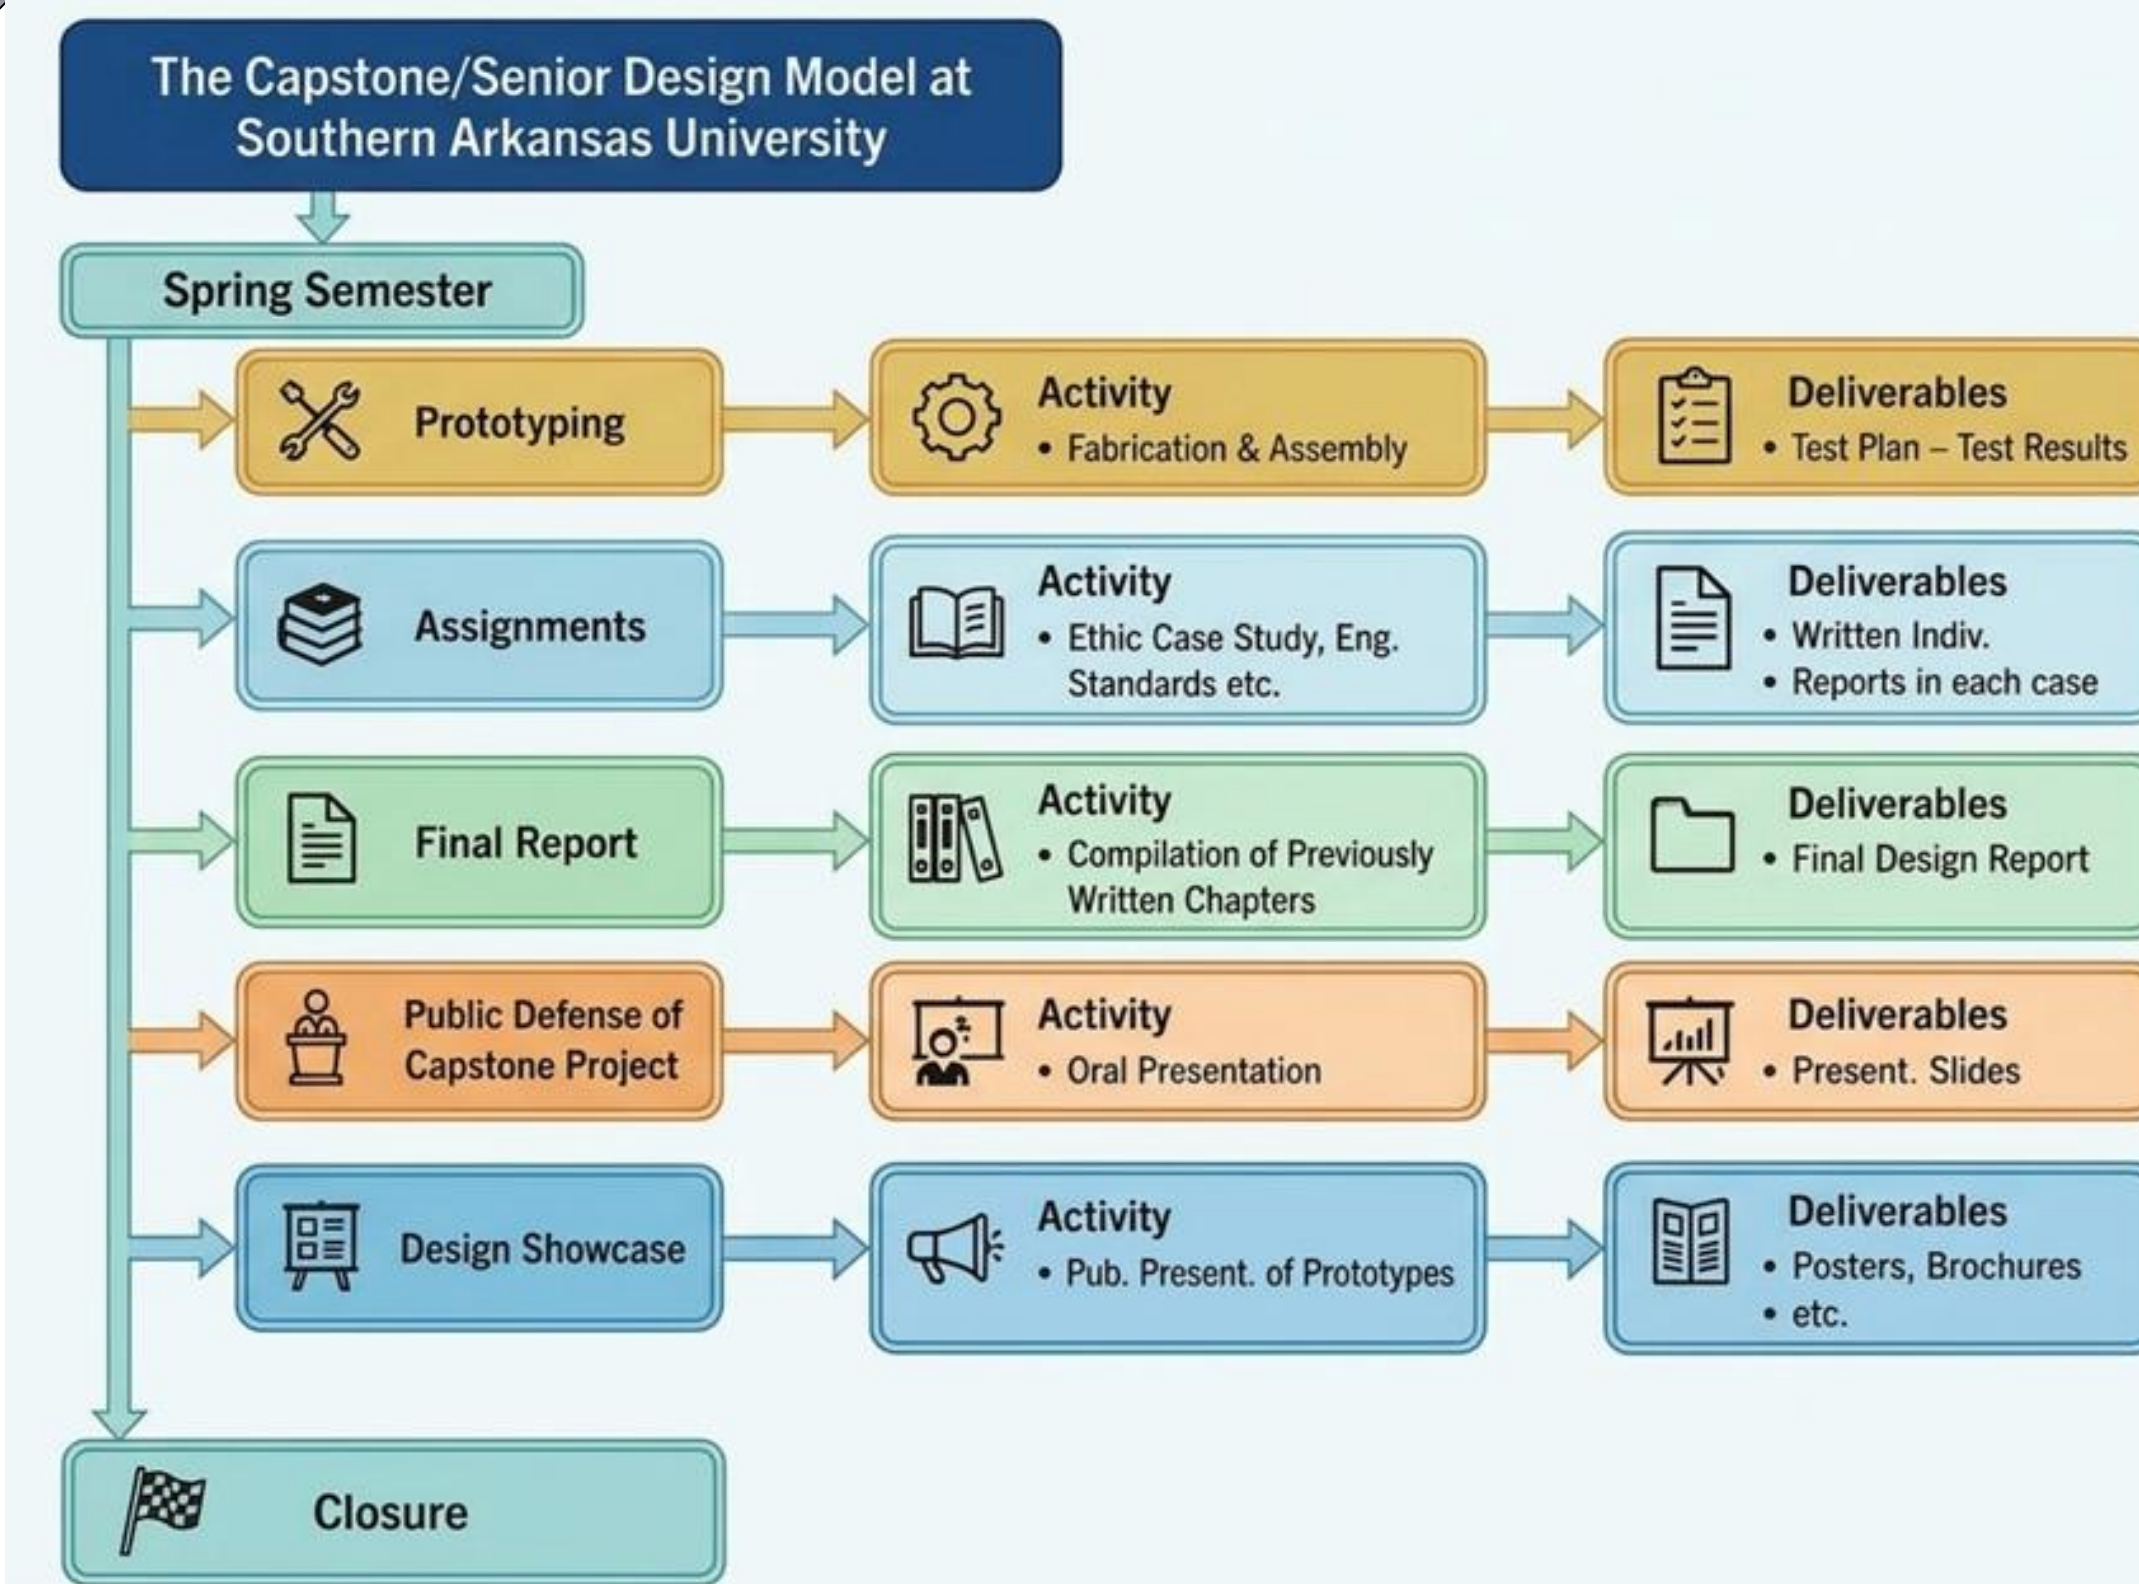 The Capstone/Senior Design Model at
Southern Arkansas University
Spring Semester
Prototyping
Activity
• Fabrication & Assembly
Deliverables
• Test Plan – Test Results
Assignments
Activity
• Ethic Case Study, Eng.
Standards etc.
Deliverables
• Written Indiv.
• Reports in each case
Final Report
Activity
• Compilation of Previously
Written Chapters
Deliverables
• Final Design Report
Public Defense of
Capstone Project
Activity
• Oral Presentation
Deliverables
• Present. Slides
Design Showcase
Activity
• Pub. Present. of Prototypes
Deliverables
• Posters, Brochures
• etc.
Closure